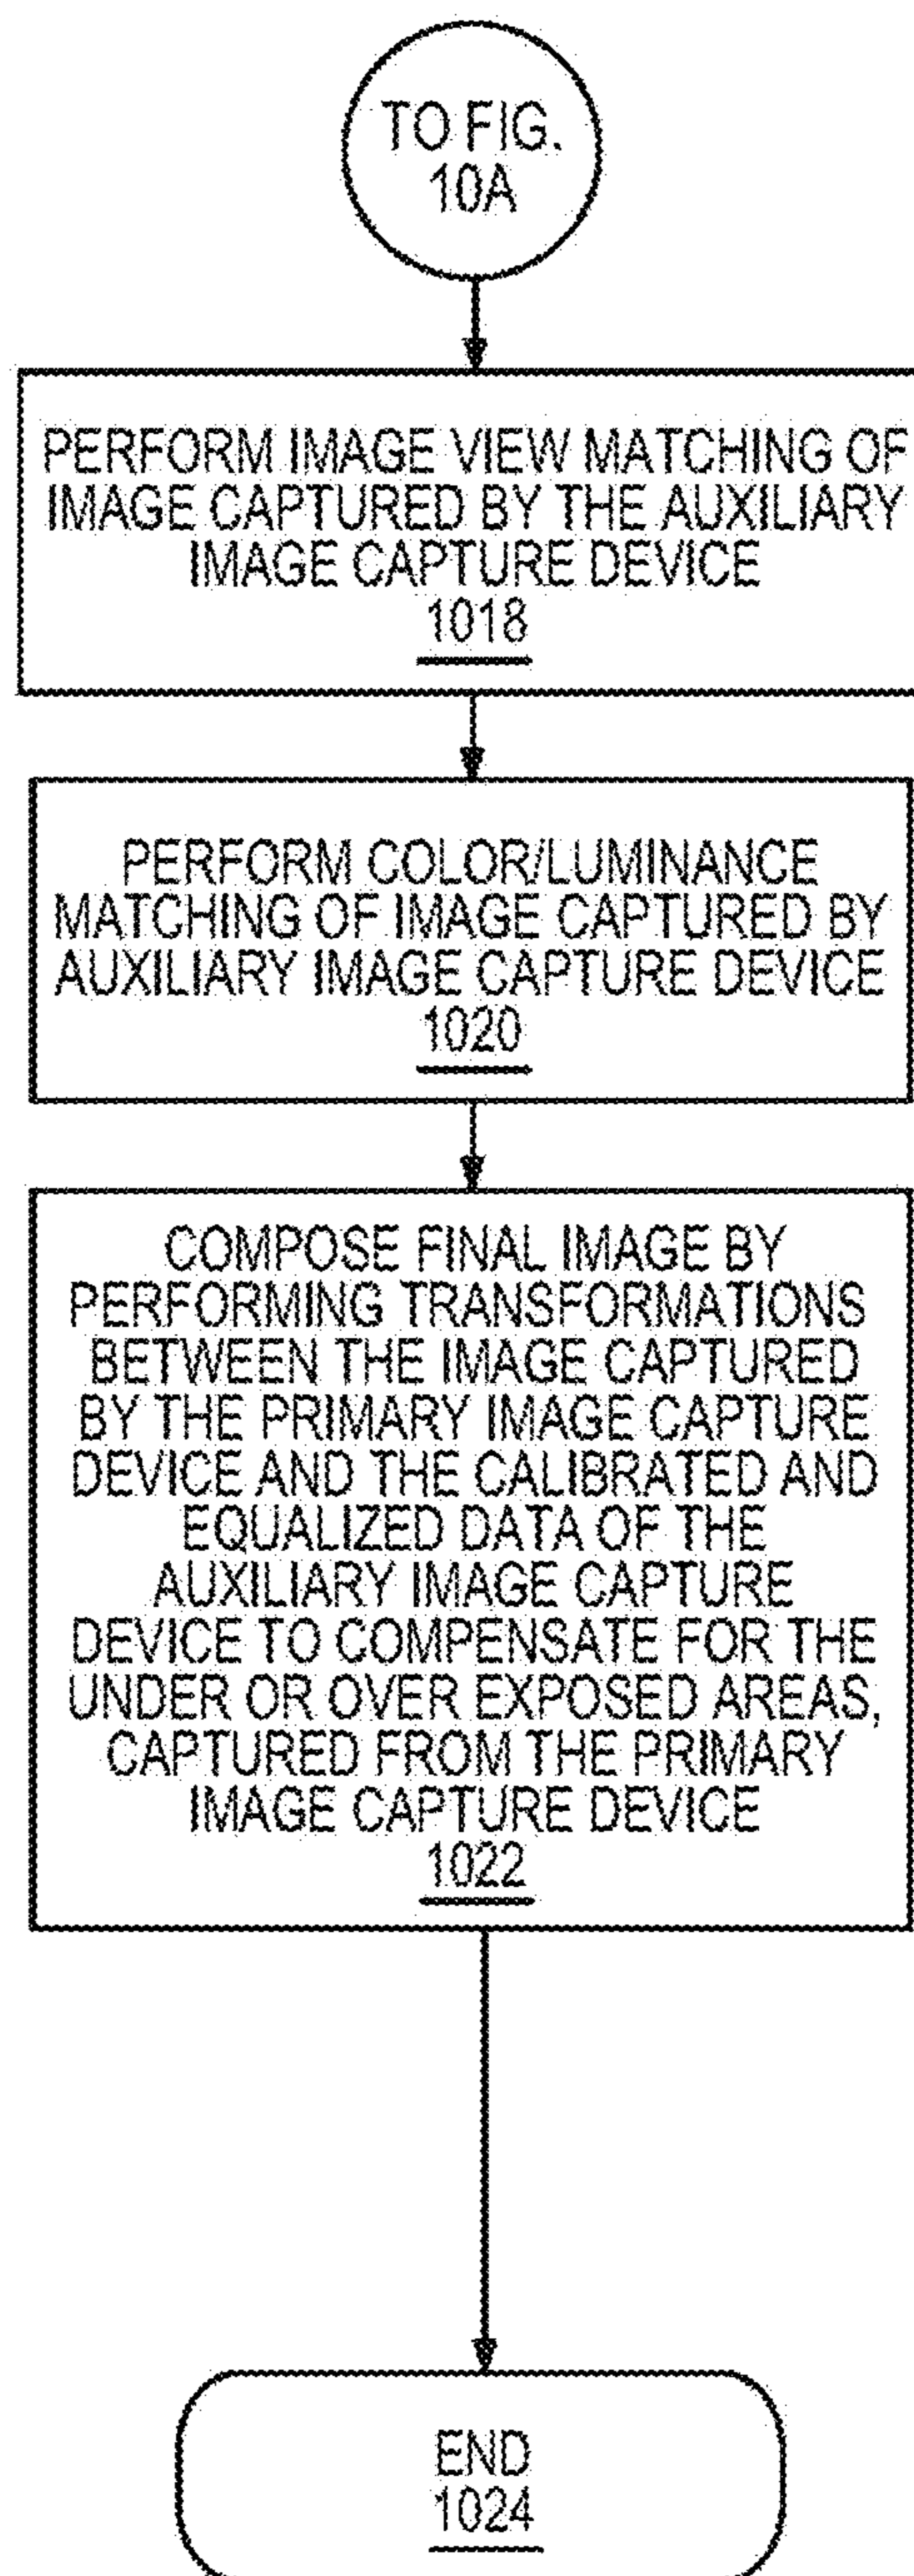 TO FIG.
10A
PERFORM IMAGE VIEW MATCHING OF
IMAGE CAPTURED BY THE AUXILIARY
IMAGE CAPTURE DEVICE
1018
PERFORM COLOR/LUMINANCE
MATCHING OF IMAGE CAPTURED BY
AUXILIARY IMAGE CAPTURE DEVICE
1020
COMPOSE FINAL IMAGE BY
PERFORMING TRANSFORMATIONS
BETWEEN THE IMAGE CAPTURED
BY THE PRIMARY IMAGE CAPTURE
DEVICE AND THE CALIBRATED AND
EQUALIZED DATA OF THE
AUXILIARY IMAGE CAPTURE
DEVICE TO COMPENSATE FOR THE
UNDER OR OVER EXPOSED AREAS,
CAPTURED FROM THE PRIMARY
IMAGE CAPTURE DEVICE
1022
END
1024